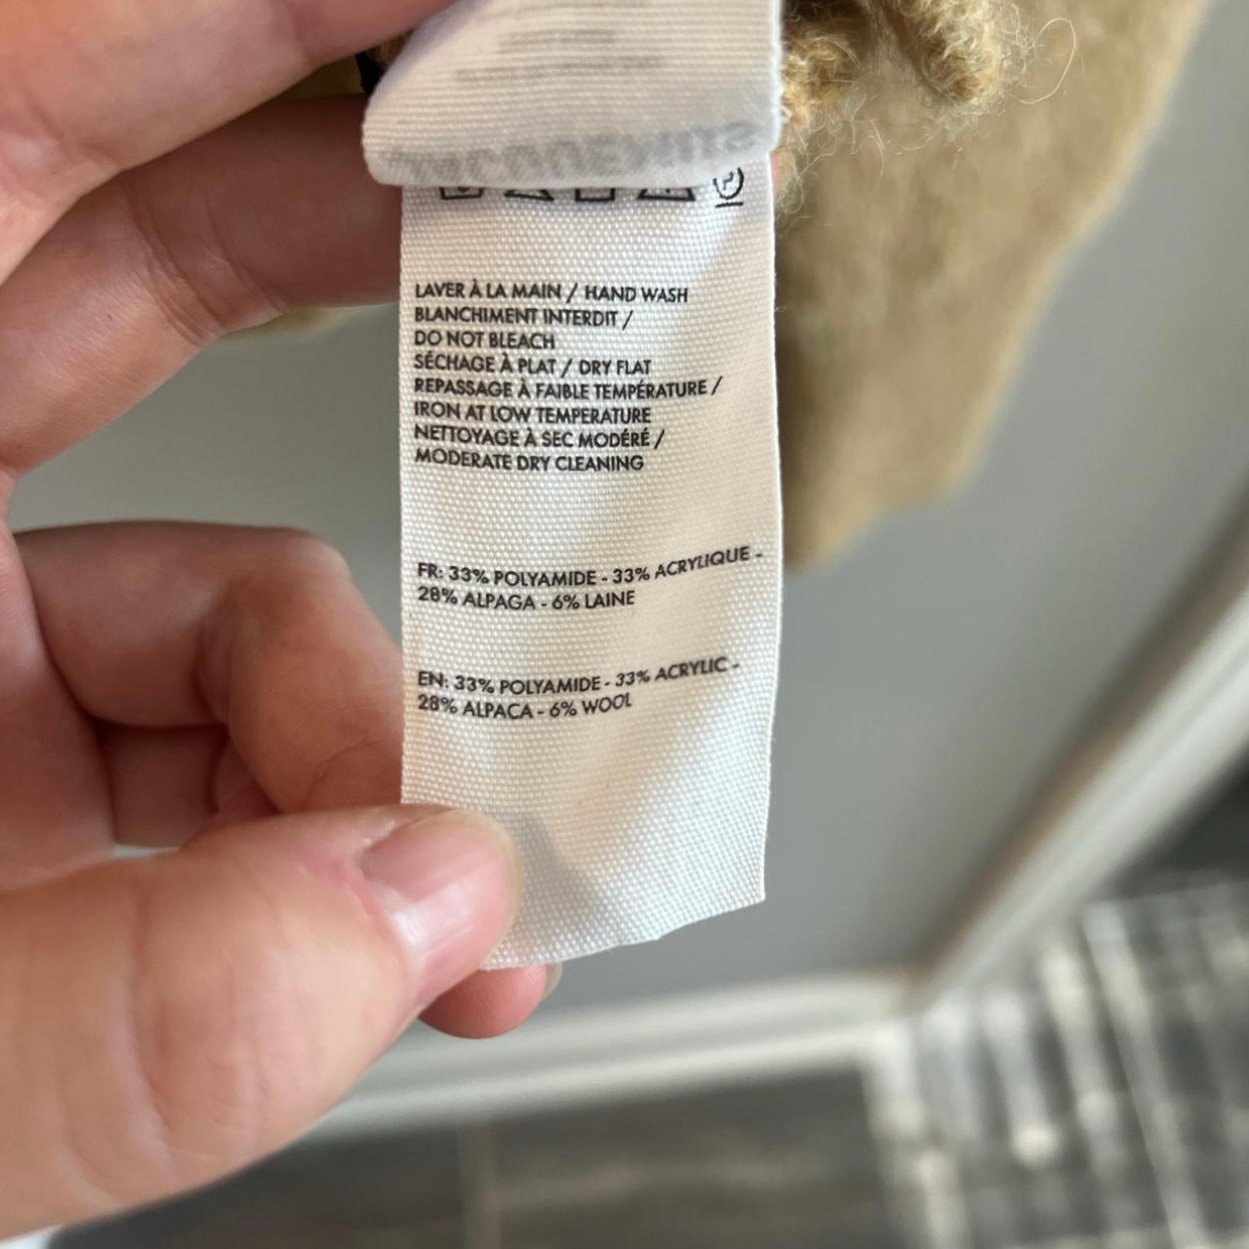 JACQUEMUS
LAVER À LA MAIN / HAND WASH
BLANCHIMENT INTERDIT /
DO NOT BLEACH
SÉCHAGE À PLAT / DRY FLAT
REPASSAGE À FAIBLE TEMPÉRATURE /
IRON AT LOW TEMPERATURE
NETTOYAGE À SEC MODÉRÉ /
MODERATE DRY CLEANING
FR: 33% POLYAMIDE - 33% ACRYLIQUE -
28% ALPAGA - 6% LAINE
EN: 33% POLYAMIDE - 33% ACRYLIC -
28% ALPACA - 6% WOOL